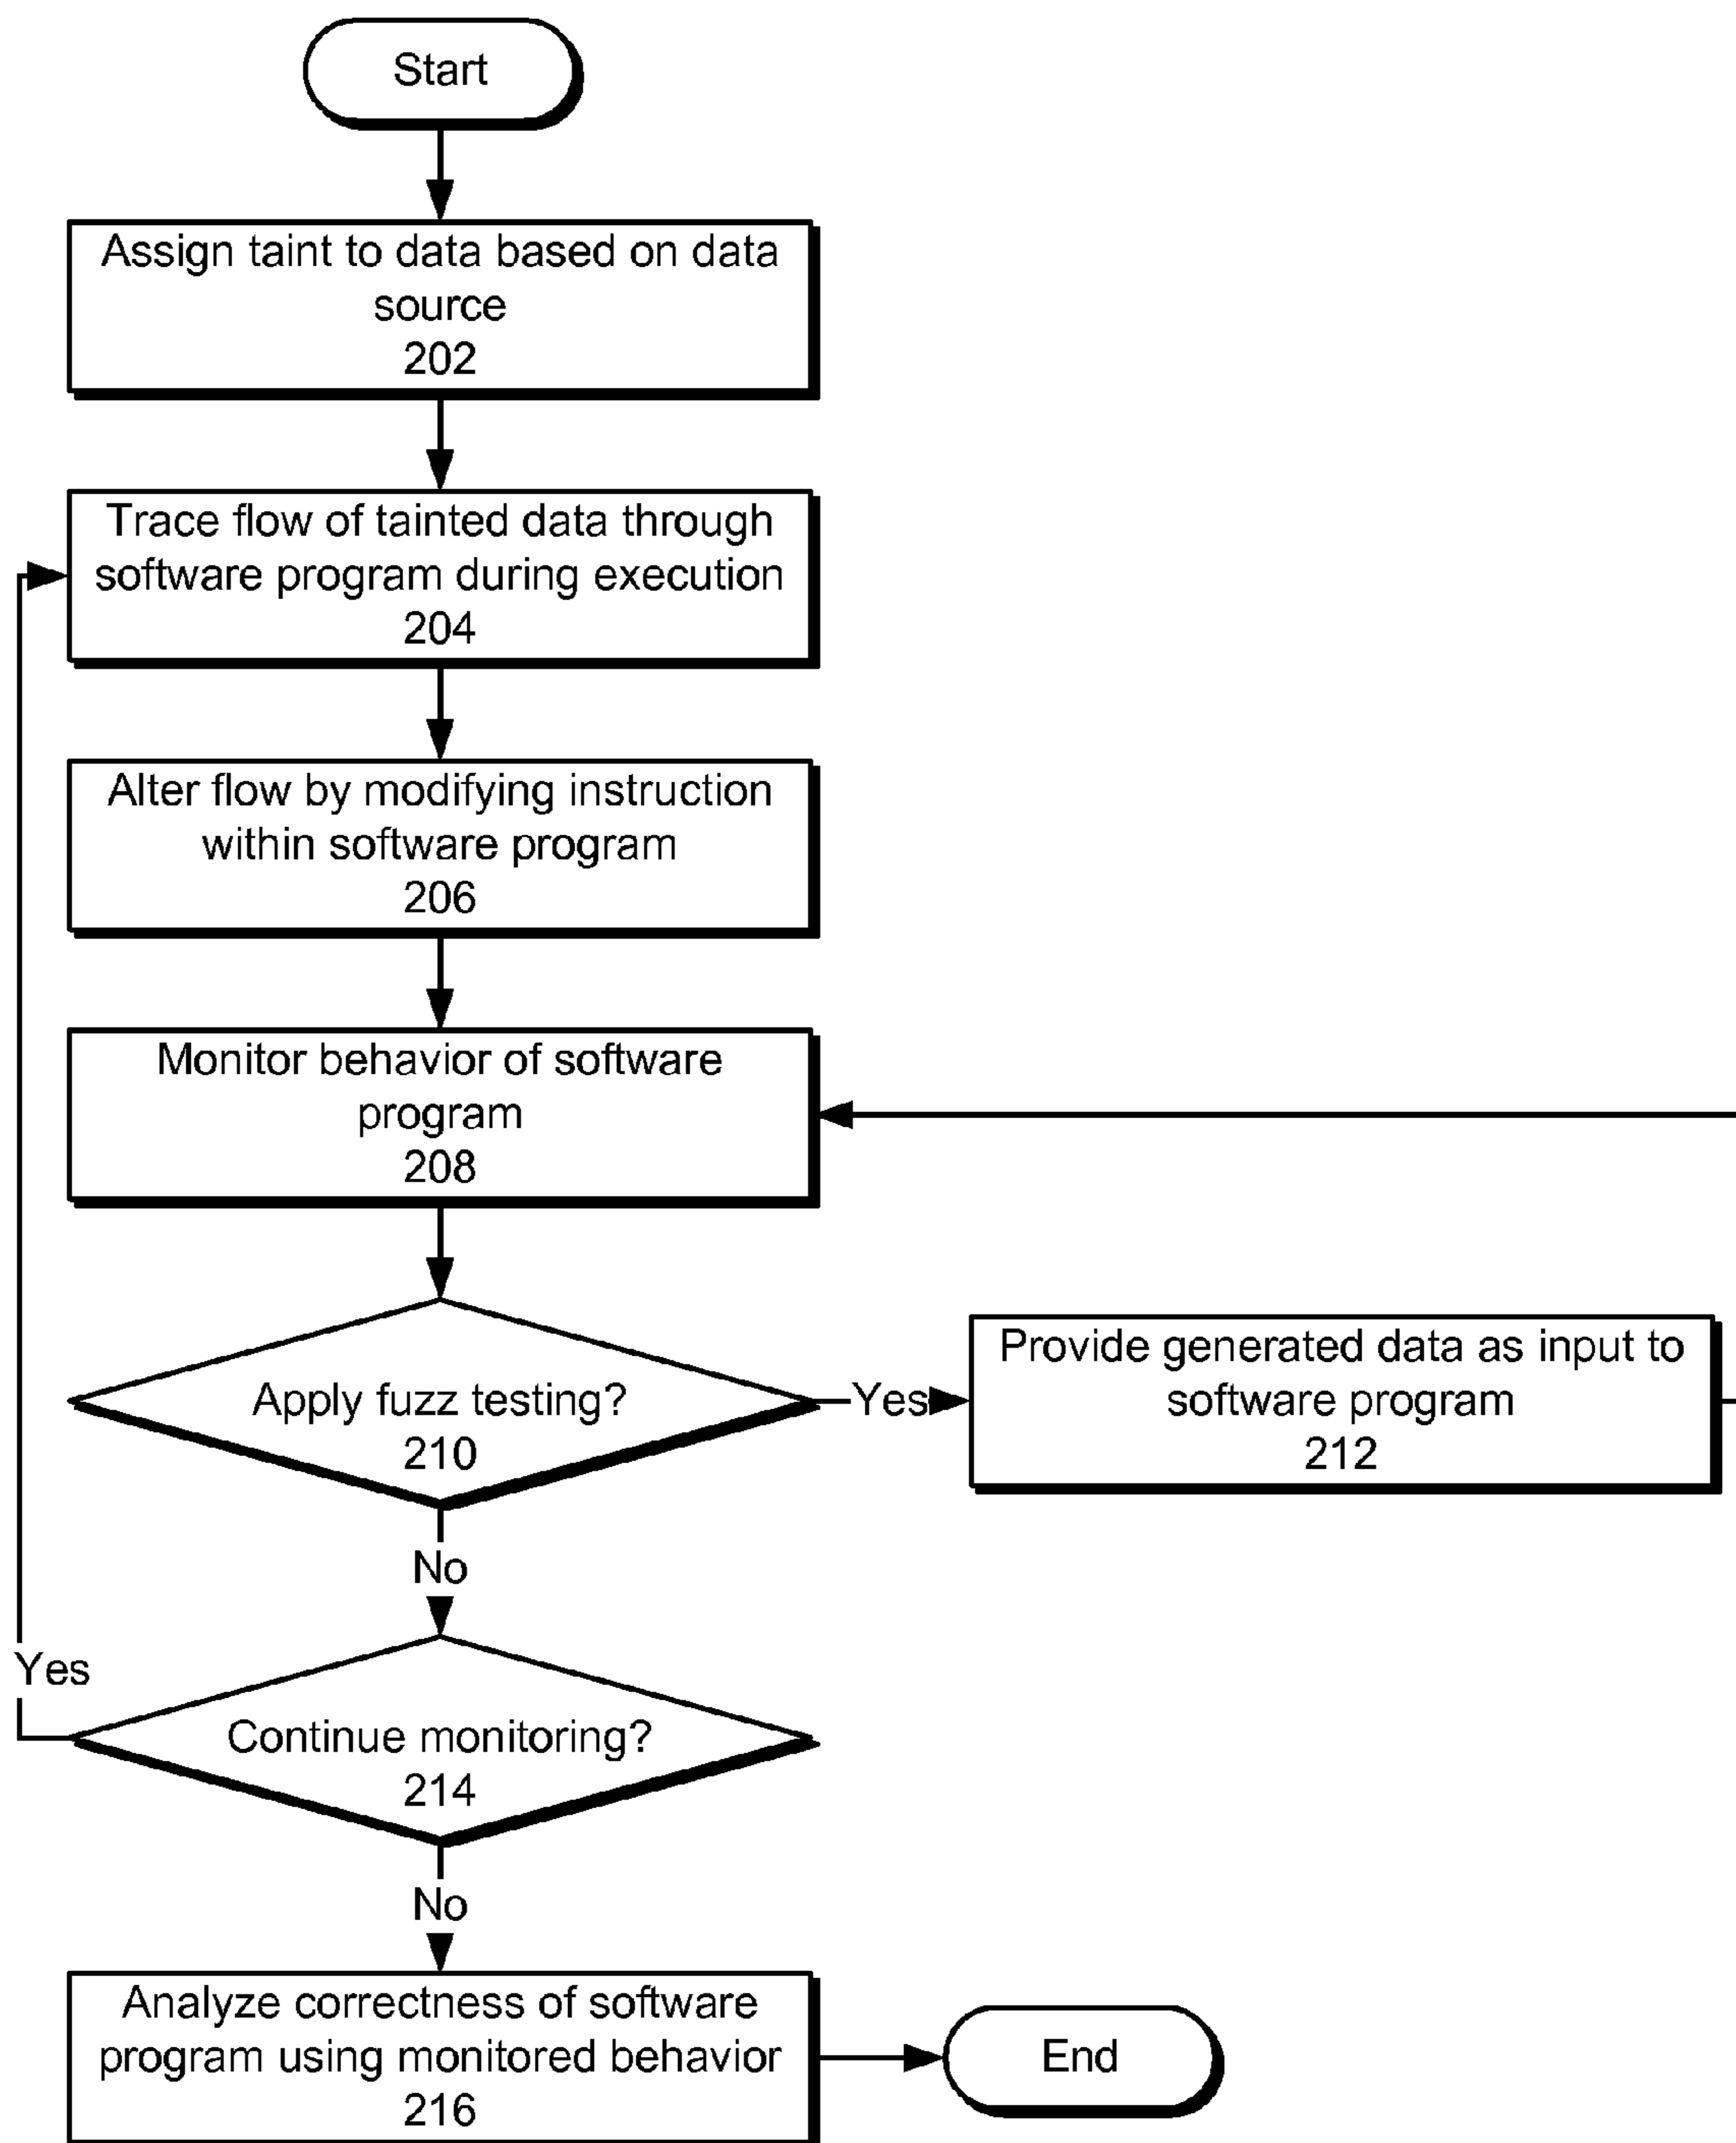 Start
Assign taint to data based on data
source
202
Trace flow of tainted data through
software program during execution
204
Alter flow by modifying instruction
within software program
206
Monitor behavior of software
program
208
Apply fuzz testing?
210
Yes
Provide generated data as input to
software program
212
No
Yes
Continue monitoring?
214
No
Analyze correctness of software
program using monitored behavior
216
End